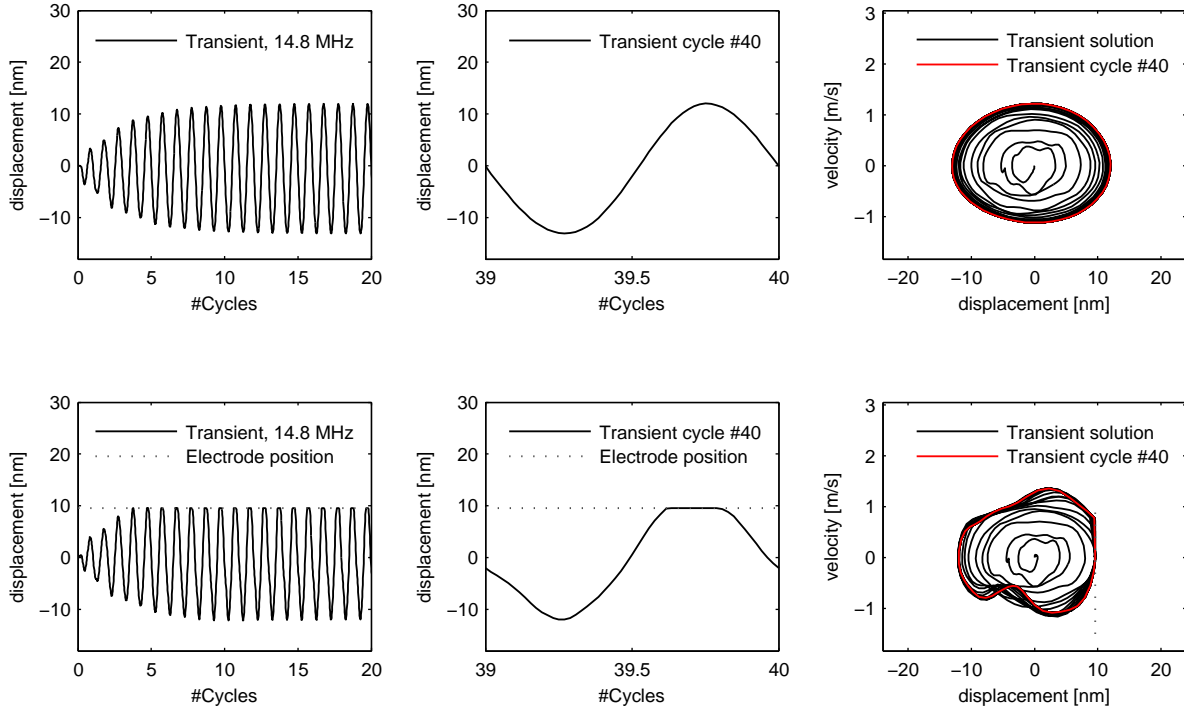 30
20
10
0
−10
0
5
10
15
20
displacement [nm]
#Cycles
Transient, 14.8 MHz
30
20
10
0
−10
39
39.5
40
displacement [nm]
#Cycles
Transient cycle #40
3
2
1
0
−1
−20
−10
0
10
20
velocity [m/s]
displacement [nm]
Transient solution
Transient cycle #40
30
20
10
0
−10
0
5
10
15
20
displacement [nm]
#Cycles
Transient, 14.8 MHz
Electrode position
30
20
10
0
−10
39
39.5
40
displacement [nm]
#Cycles
Transient cycle #40
Electrode position
3
2
1
0
−1
−20
−10
0
10
20
velocity [m/s]
displacement [nm]
Transient solution
Transient cycle #40